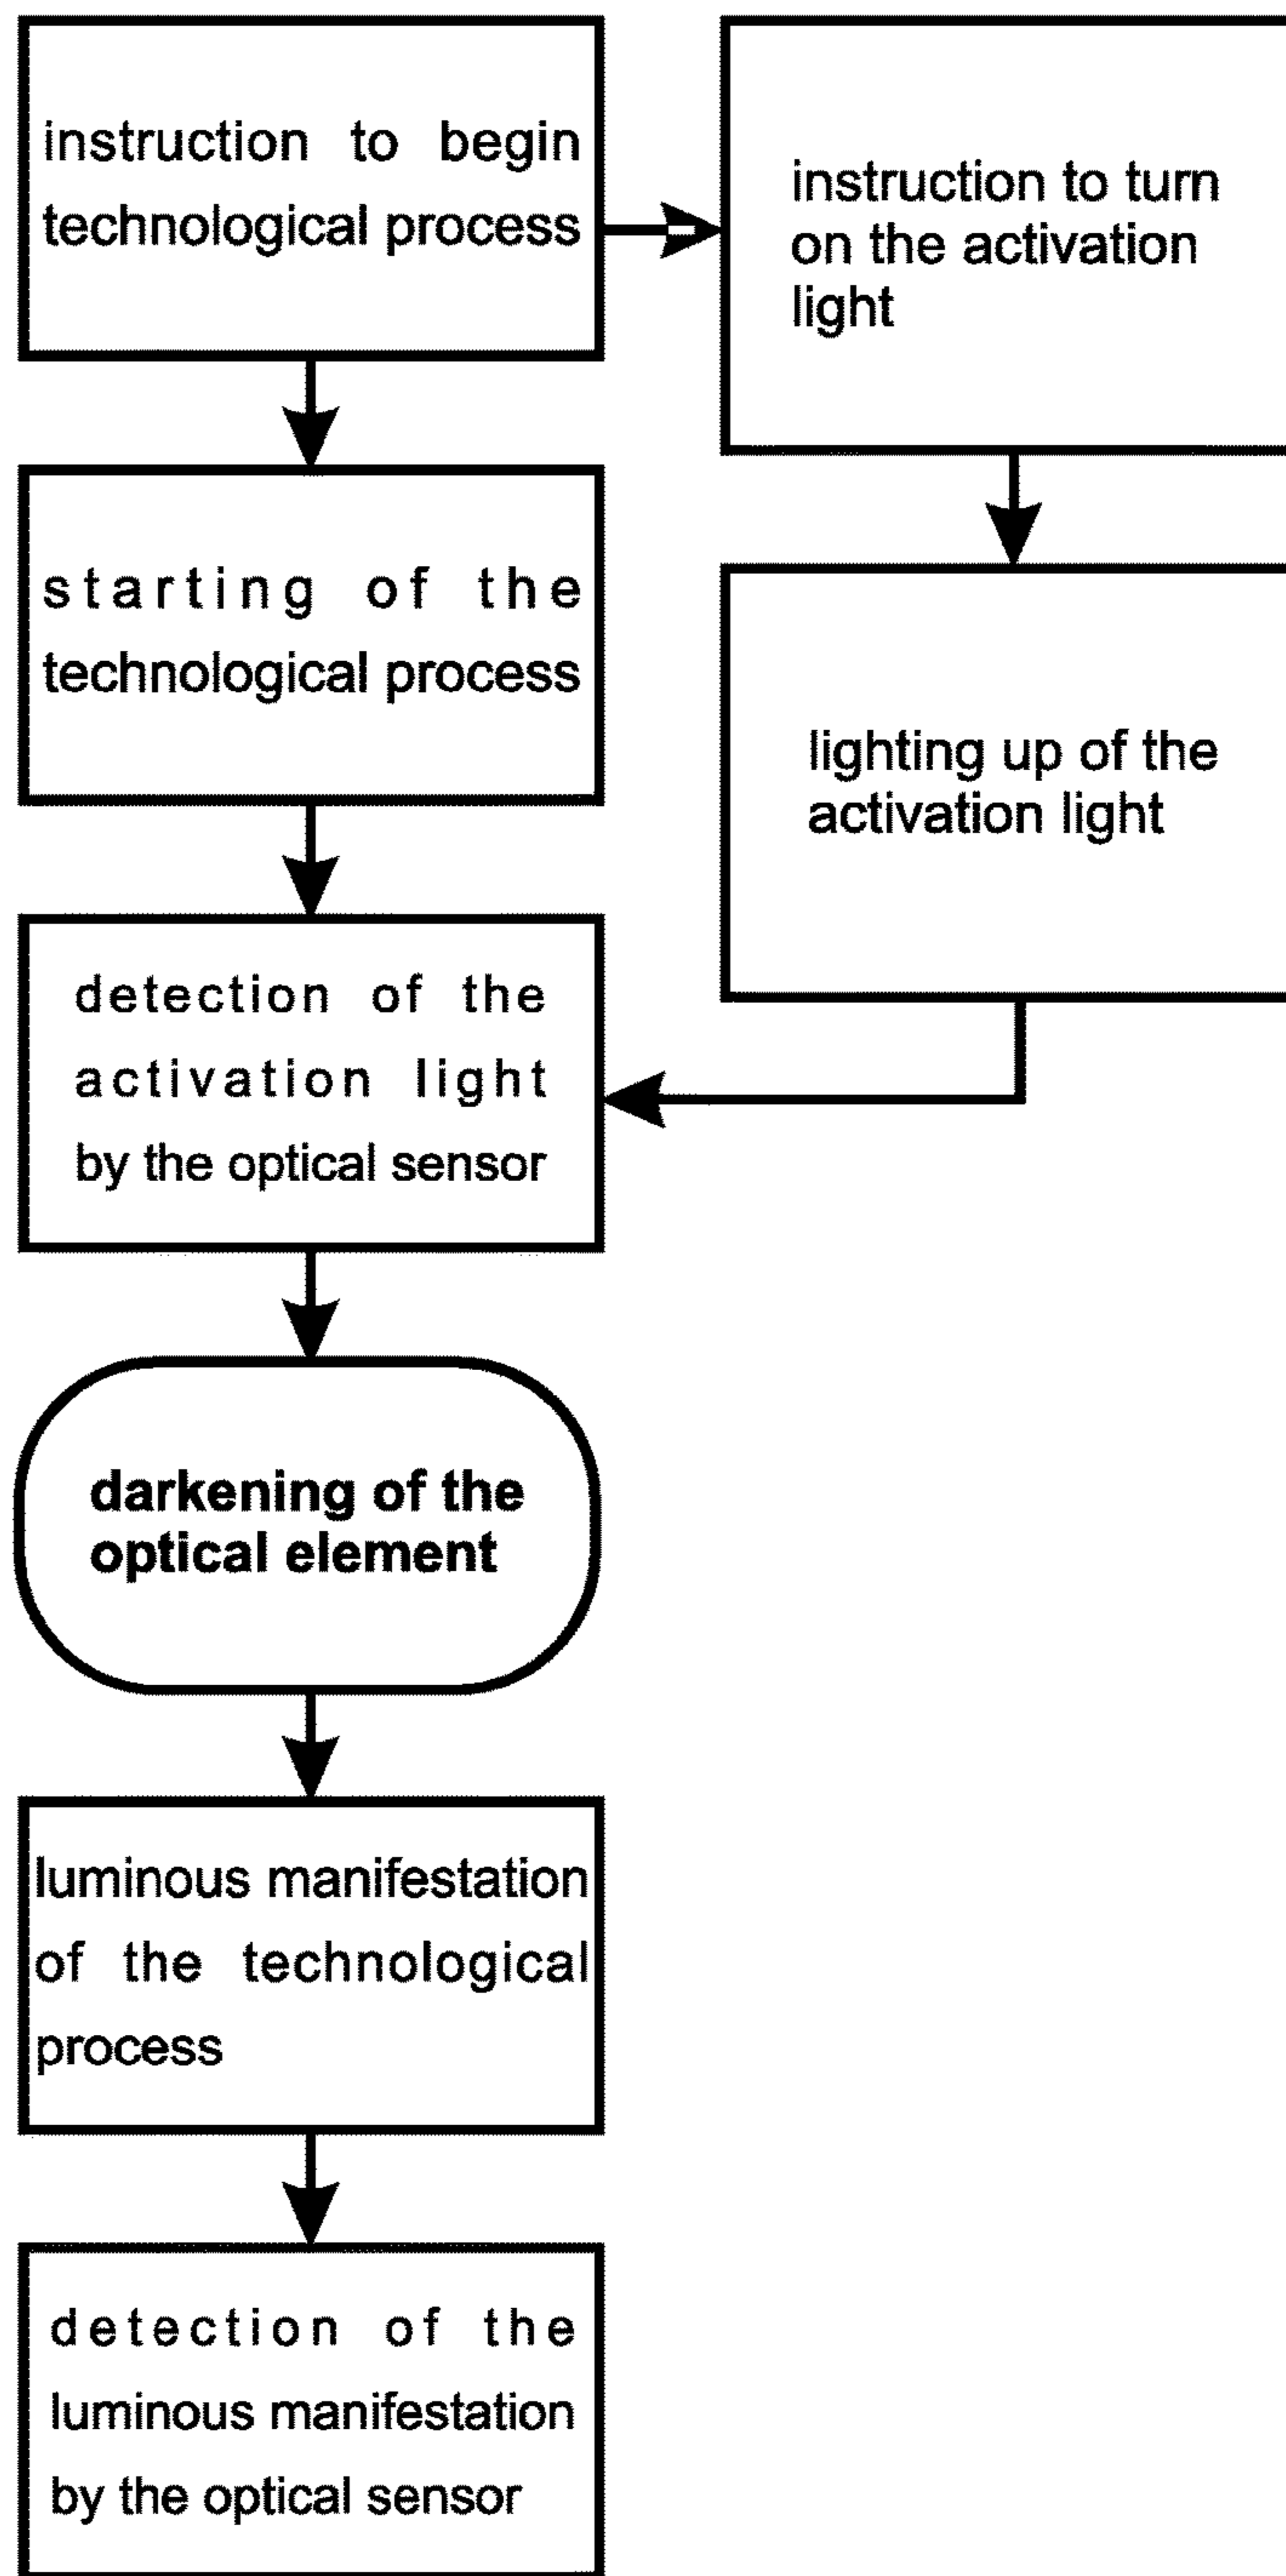 instruction to begin
technological process
instruction to turn
on the activation
light
starting of the
technological process
lighting up of the
activation light
detection of the
activation light
by the optical sensor
darkening of the
optical element
luminous manifestation
of the technological
process
detection of the
luminous manifestation
by the optical sensor